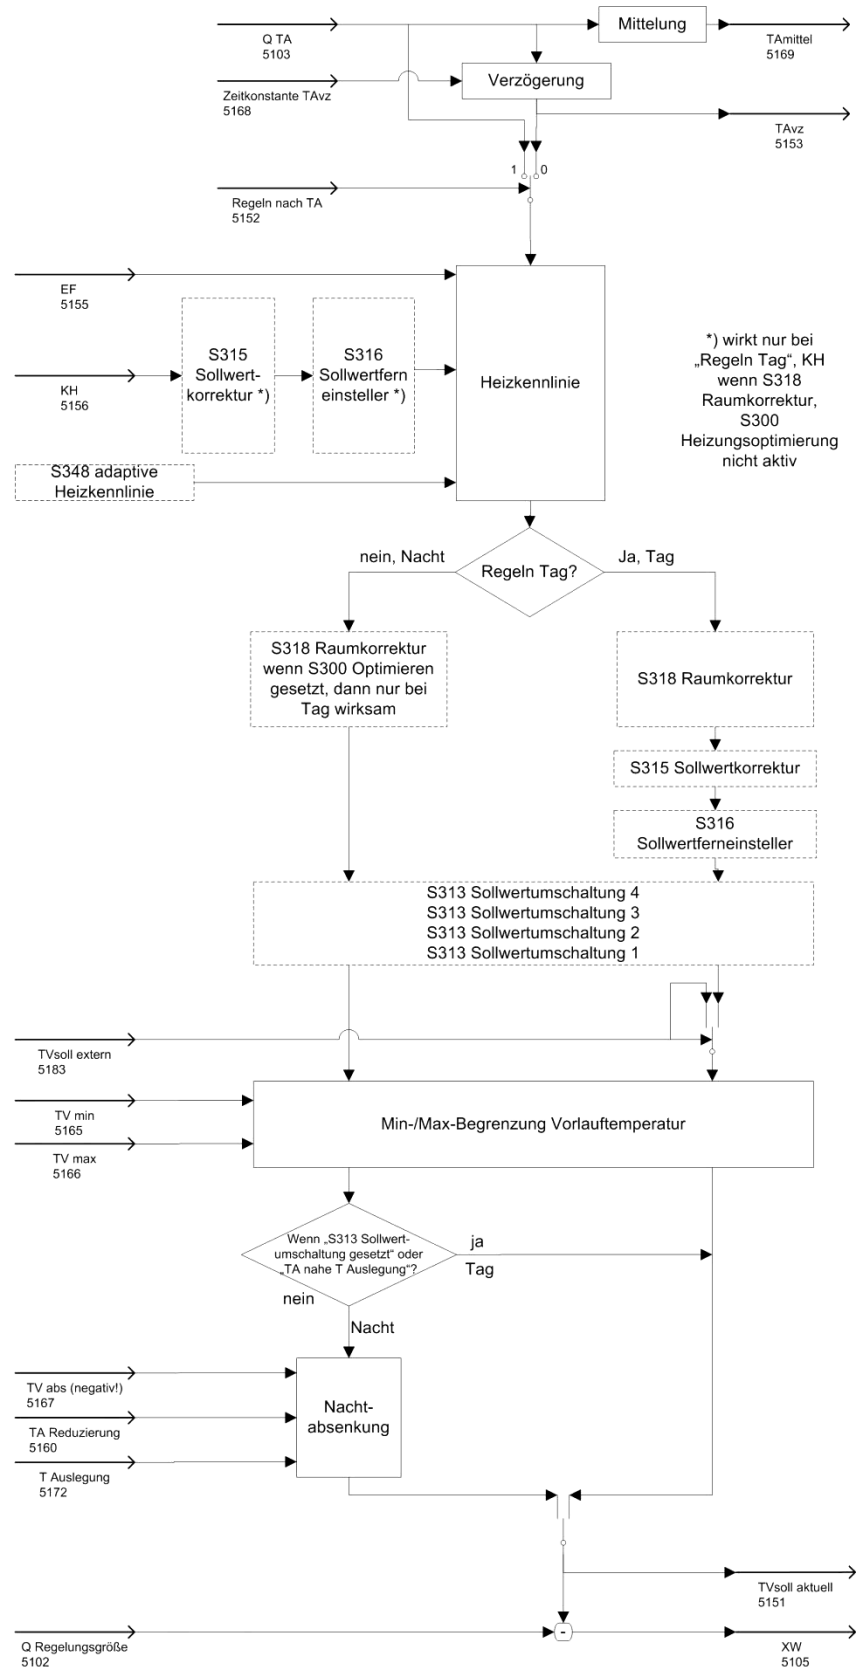 Q TA
5103
Mittelung
TAmittel
5169
Zeitkonstante TAvz
5168
Verzögerung
TAvz
5153
1
0
Regeln nach TA
5152
EF
5155
S315
Sollwert-
korrektur *)
S316
Sollwertfern
einsteller *)
KH
5156
Heizkennlinie
*) wirkt nur bei
„Regeln Tag“, KH
wenn S318
Raumkorrektur,
S300
Heizungsoptimierung
nicht aktiv
S348 adaptive
Heizkennlinie
nein, Nacht
Regeln Tag?
Ja, Tag
S318 Raumkorrektur
wenn S300 Optimieren
gesetzt, dann nur bei
Tag wirksam
S318 Raumkorrektur
S315 Sollwertkorrektur
S316
Sollwertferneinsteller
S313 Sollwertumschaltung 4
S313 Sollwertumschaltung 3
S313 Sollwertumschaltung 2
S313 Sollwertumschaltung 1
TVsoll extern
5183
TV min
5165
TV max
5166
Min-/Max-Begrenzung Vorlauftemperatur
Wenn „S313 Sollwert-
umschaltung gesetzt“ oder
„TA nahe T Auslegung“?
ja
Tag
nein
Nacht
TV abs (negativ!)
5167
TA Reduzierung
5160
T Auslegung
5172
Nacht-
absenkung
TVsoll aktuell
5151
Q Regelungsgröße
5102
-
XW
5105